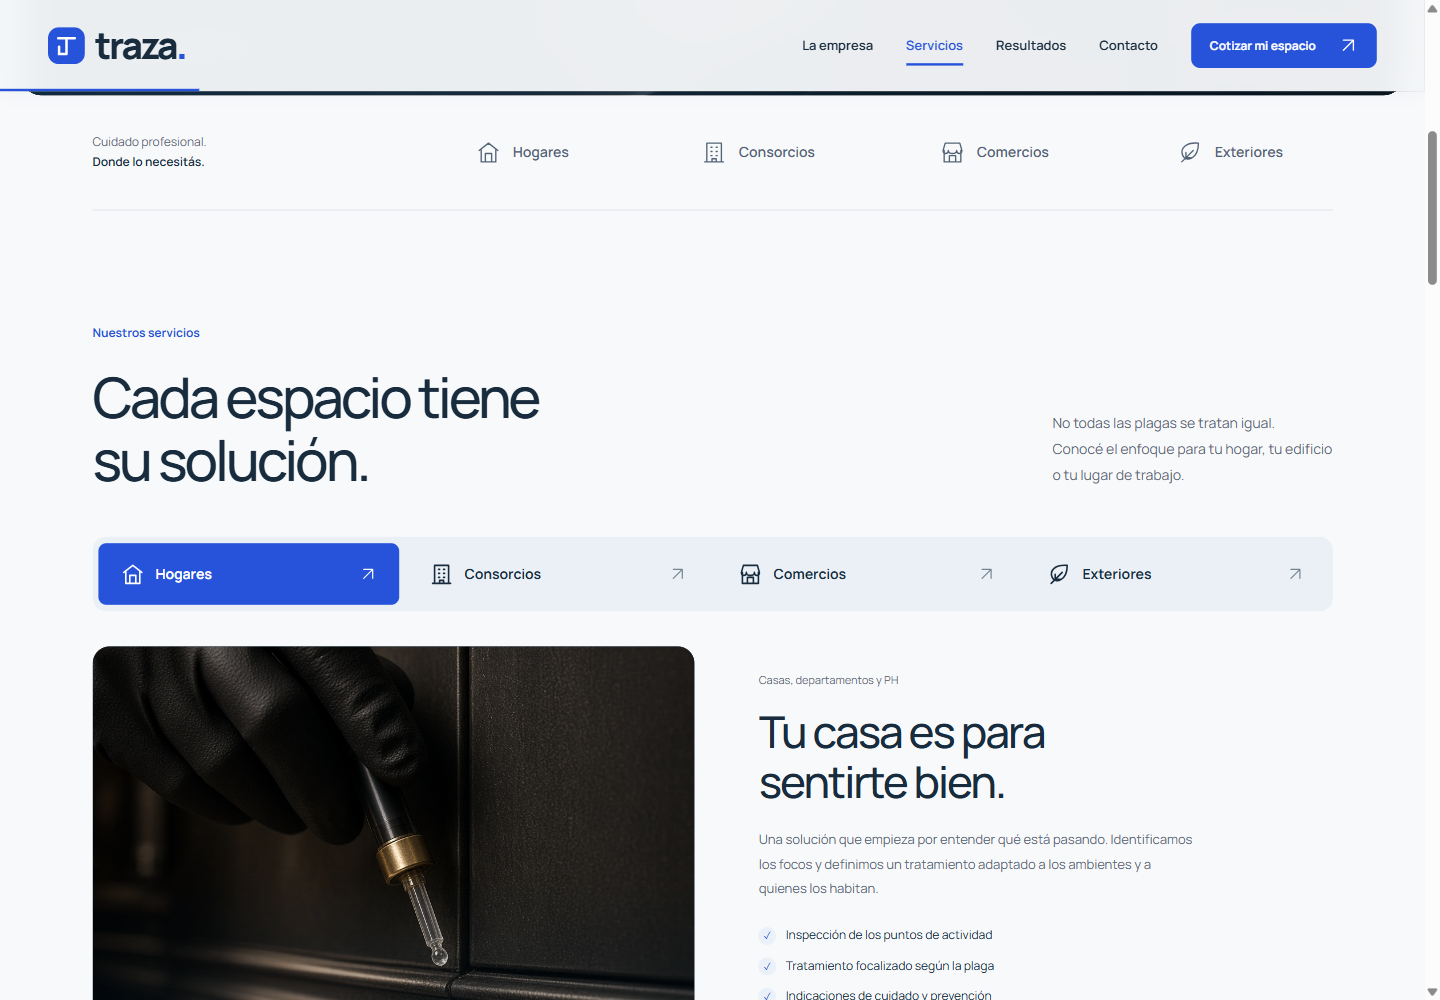 traza.
La empresa
Servicios
Resultados
Contacto
Cotizar mi espacio
Cuidado profesional.
Donde lo necesitás.
Hogares
Consorcios
Comercios
Exteriores
Nuestros servicios
Cada espacio tiene
su solución.
No todas las plagas se tratan igual.
Conocé el enfoque para tu hogar, tu edificio
o tu lugar de trabajo.
Hogares
Consorcios
Comercios
Exteriores
Casas, departamentos y PH
Tu casa es para
sentirte bien.
Una solución que empieza por entender qué está pasando. Identificamos
los focos y definimos un tratamiento adaptado a los ambientes y a
quienes los habitan.
Inspección de los puntos de actividad
Tratamiento focalizado según la plaga
Indicaciones de cuidado y prevención